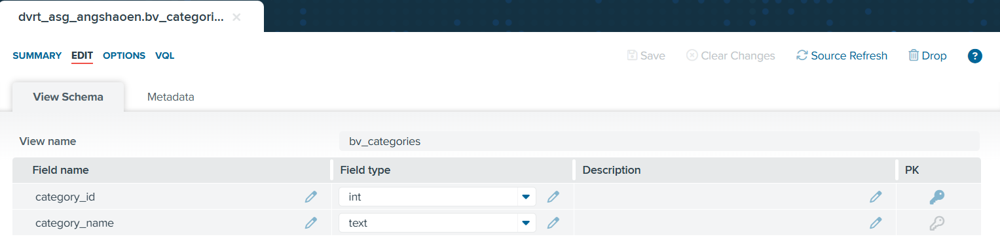 dvrt_asg_angshaoen.bv_categori...
SUMMARY EDIT OPTIONS VQL Save Clear Changes Source Refresh Drop ?
View Schema Metadata
View name bv_categories
Field name Field type Description PK
category_id int
category_name text